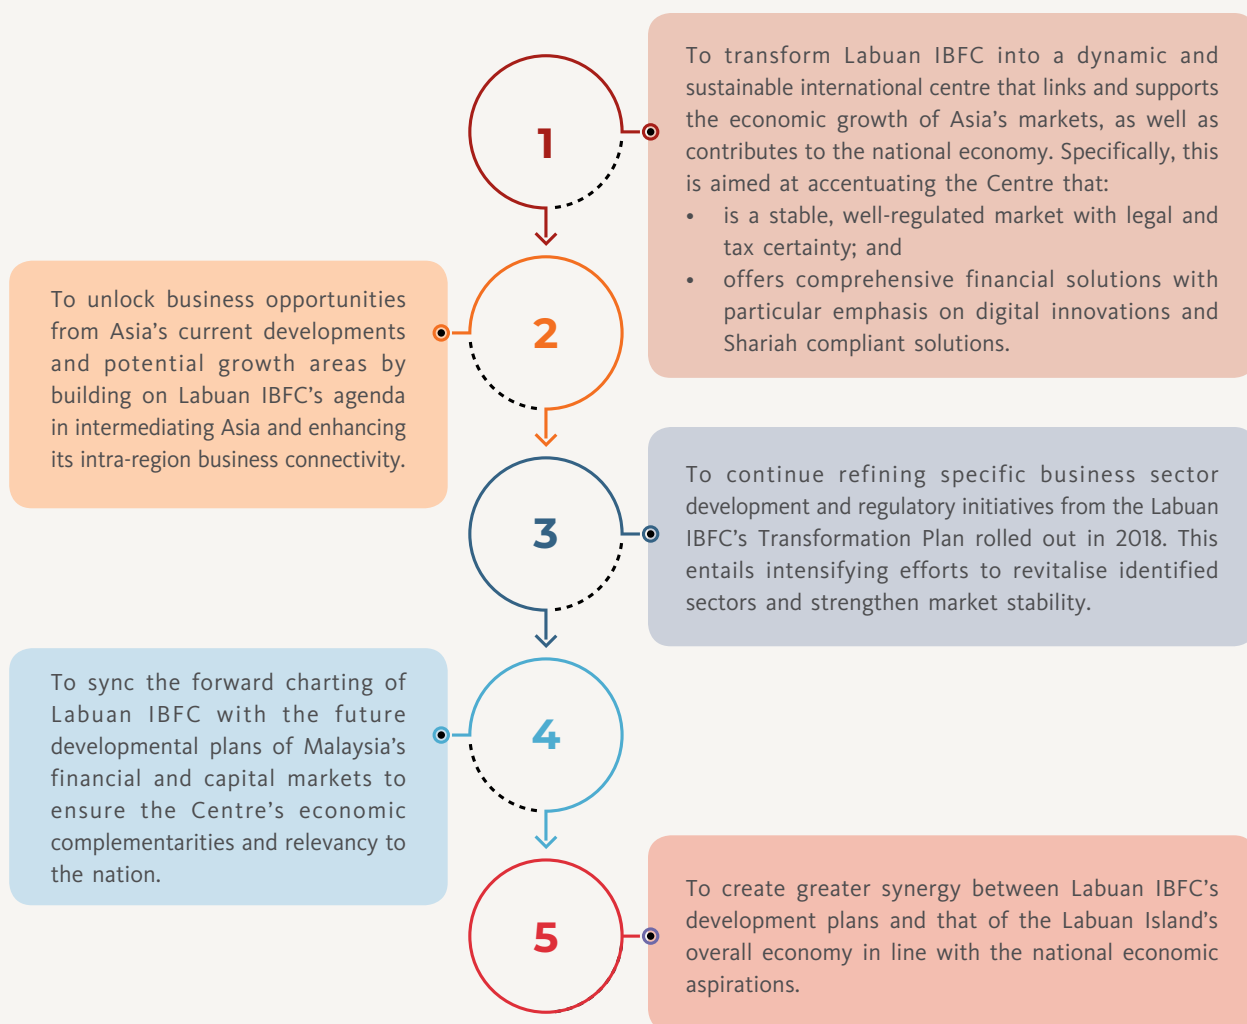 1
To transform Labuan IBFC into a dynamic and
sustainable international centre that links and supports
the economic growth of Asia’s markets, as well as
contributes to the national economy. Specifically, this
is aimed at accentuating the Centre that:
• is a stable, well-regulated market with legal and
tax certainty; and
• offers comprehensive financial solutions with
particular emphasis on digital innovations and
Shariah compliant solutions.
2
To unlock business opportunities
from Asia’s current developments
and potential growth areas by
building on Labuan IBFC’s agenda
in intermediating Asia and enhancing
its intra-region business connectivity.
3
To continue refining specific business sector
development and regulatory initiatives from the Labuan
IBFC’s Transformation Plan rolled out in 2018. This
entails intensifying efforts to revitalise identified
sectors and strengthen market stability.
4
To sync the forward charting of
Labuan IBFC with the future
developmental plans of Malaysia’s
financial and capital markets to
ensure the Centre’s economic
complementarities and relevancy to
the nation.
5
To create greater synergy between Labuan IBFC’s
development plans and that of the Labuan Island’s
overall economy in line with the national economic
aspirations.